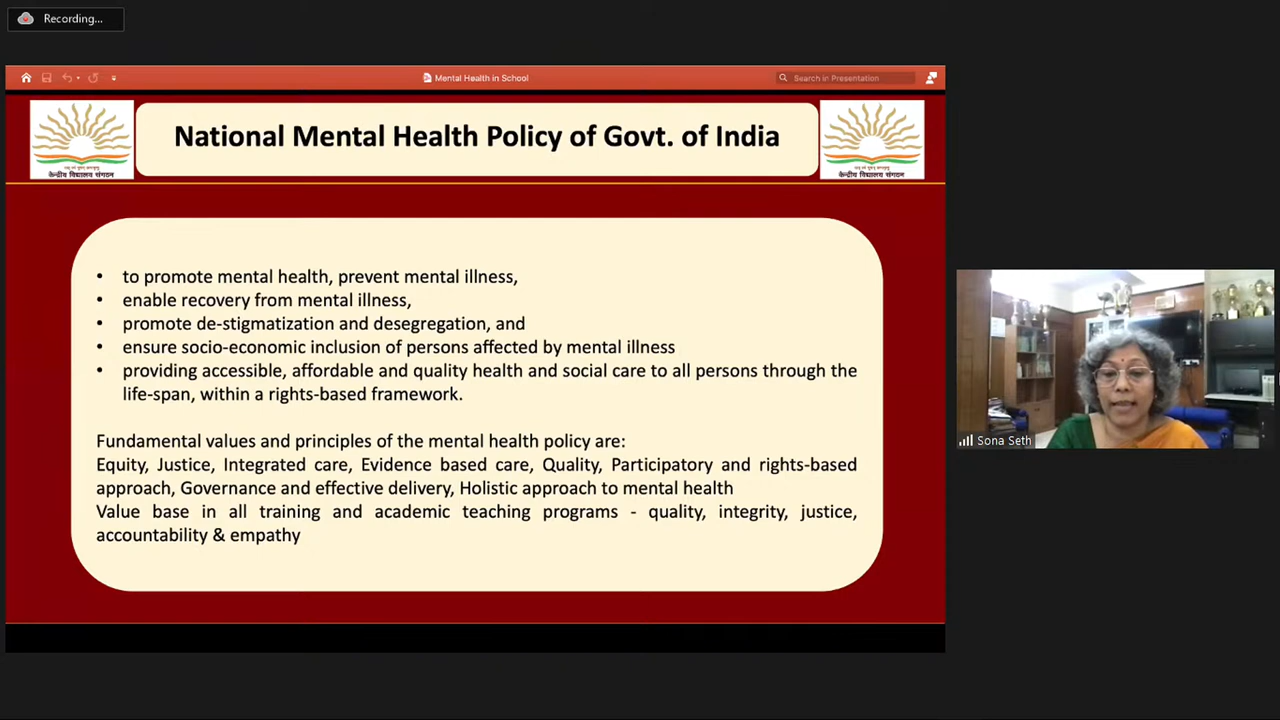 Recording...
Mental Health in School
Search in Presentation
National Mental Health Policy of Govt. of India
केन्द्रीय विद्यालय संगठन
केन्द्रीय विद्यालय संगठन
• to promote mental health, prevent mental illness,
• enable recovery from mental illness,
• promote de-stigmatization and desegregation, and
• ensure socio-economic inclusion of persons affected by mental illness
• providing accessible, affordable and quality health and social care to all persons through the
life-span, within a rights-based framework.
Fundamental values and principles of the mental health policy are:
Equity, Justice, Integrated care, Evidence based care, Quality, Participatory and rights-based
approach, Governance and effective delivery, Holistic approach to mental health
Value base in all training and academic teaching programs - quality, integrity, justice,
accountability & empathy
Sona Seth